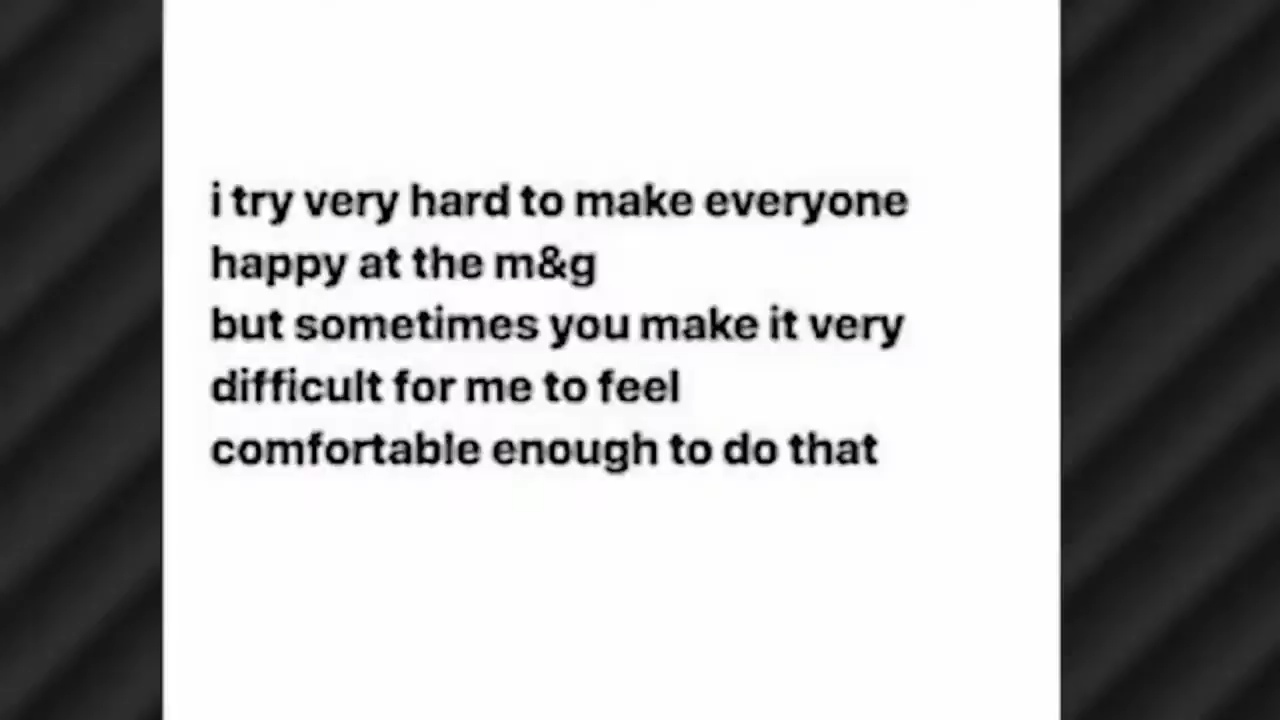 i try very hard to make everyone
happy at the m&g
but sometimes you make it very
difficult for me to feel
comfortable enough to do that